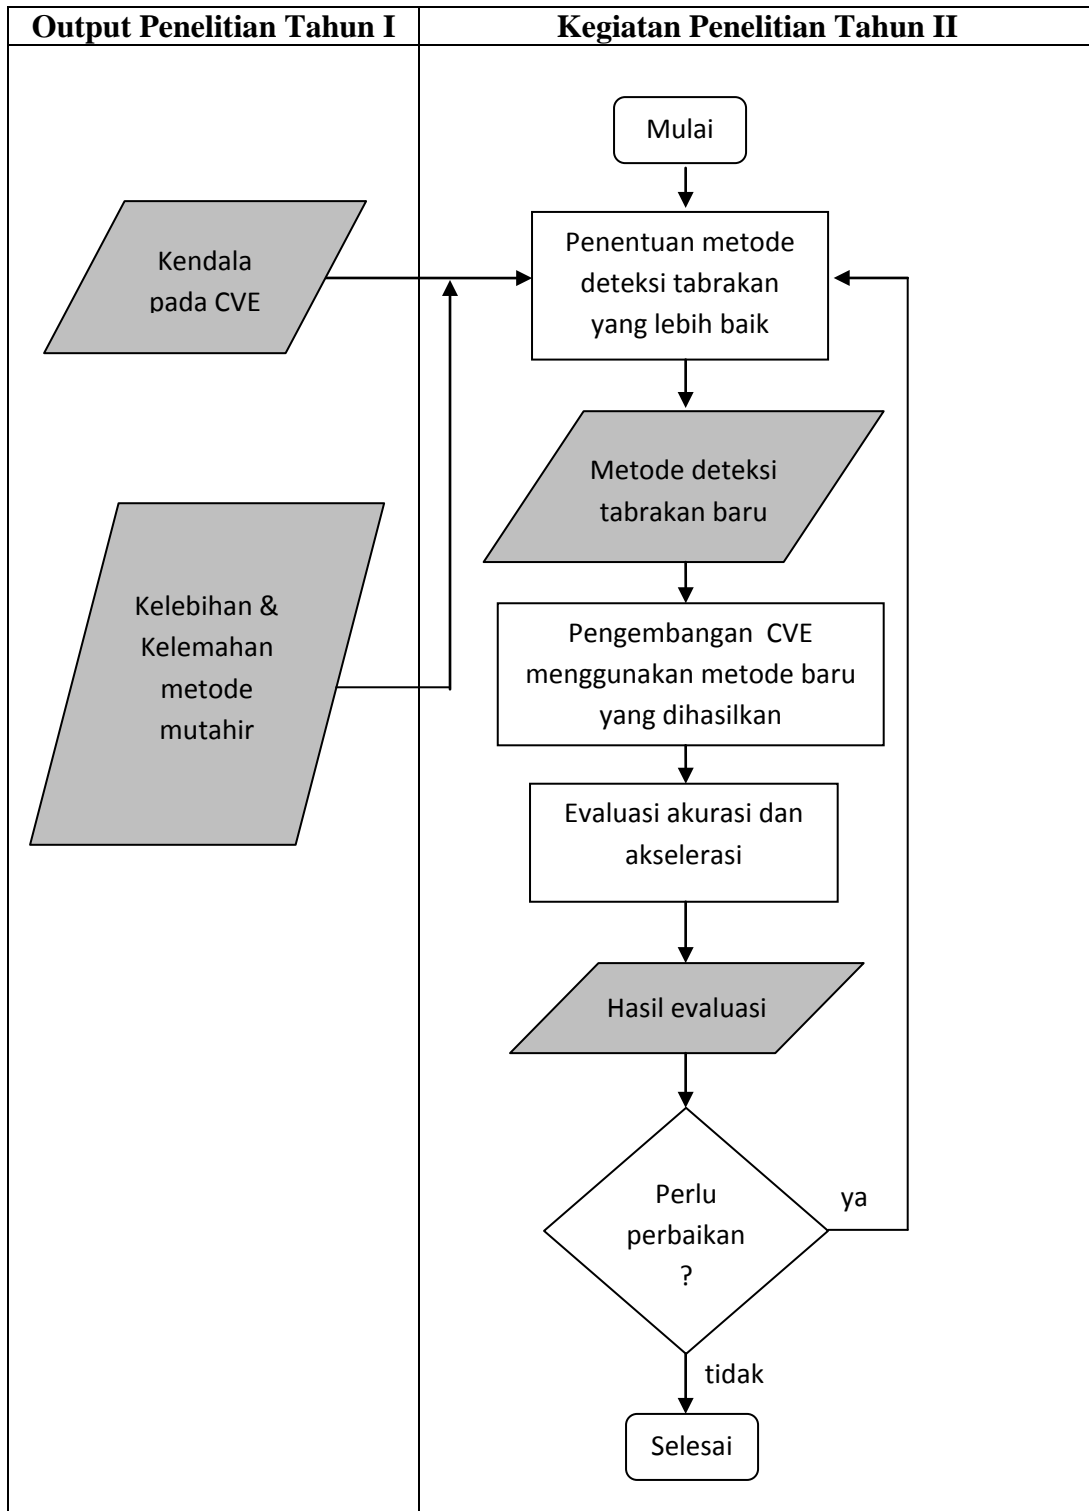 Output Penelitian Tahun I
Kegiatan Penelitian Tahun II
Mulai
Kendala
pada CVE
Penentuan metode
deteksi tabrakan
yang lebih baik
Metode deteksi
tabrakan baru
Kelebihan &
Kelemahan
metode
mutahir
Pengembangan CVE
menggunakan metode baru
yang dihasilkan
Evaluasi akurasi dan
akselerasi
Hasil evaluasi
Perlu
perbaikan
?
ya
tidak
Selesai